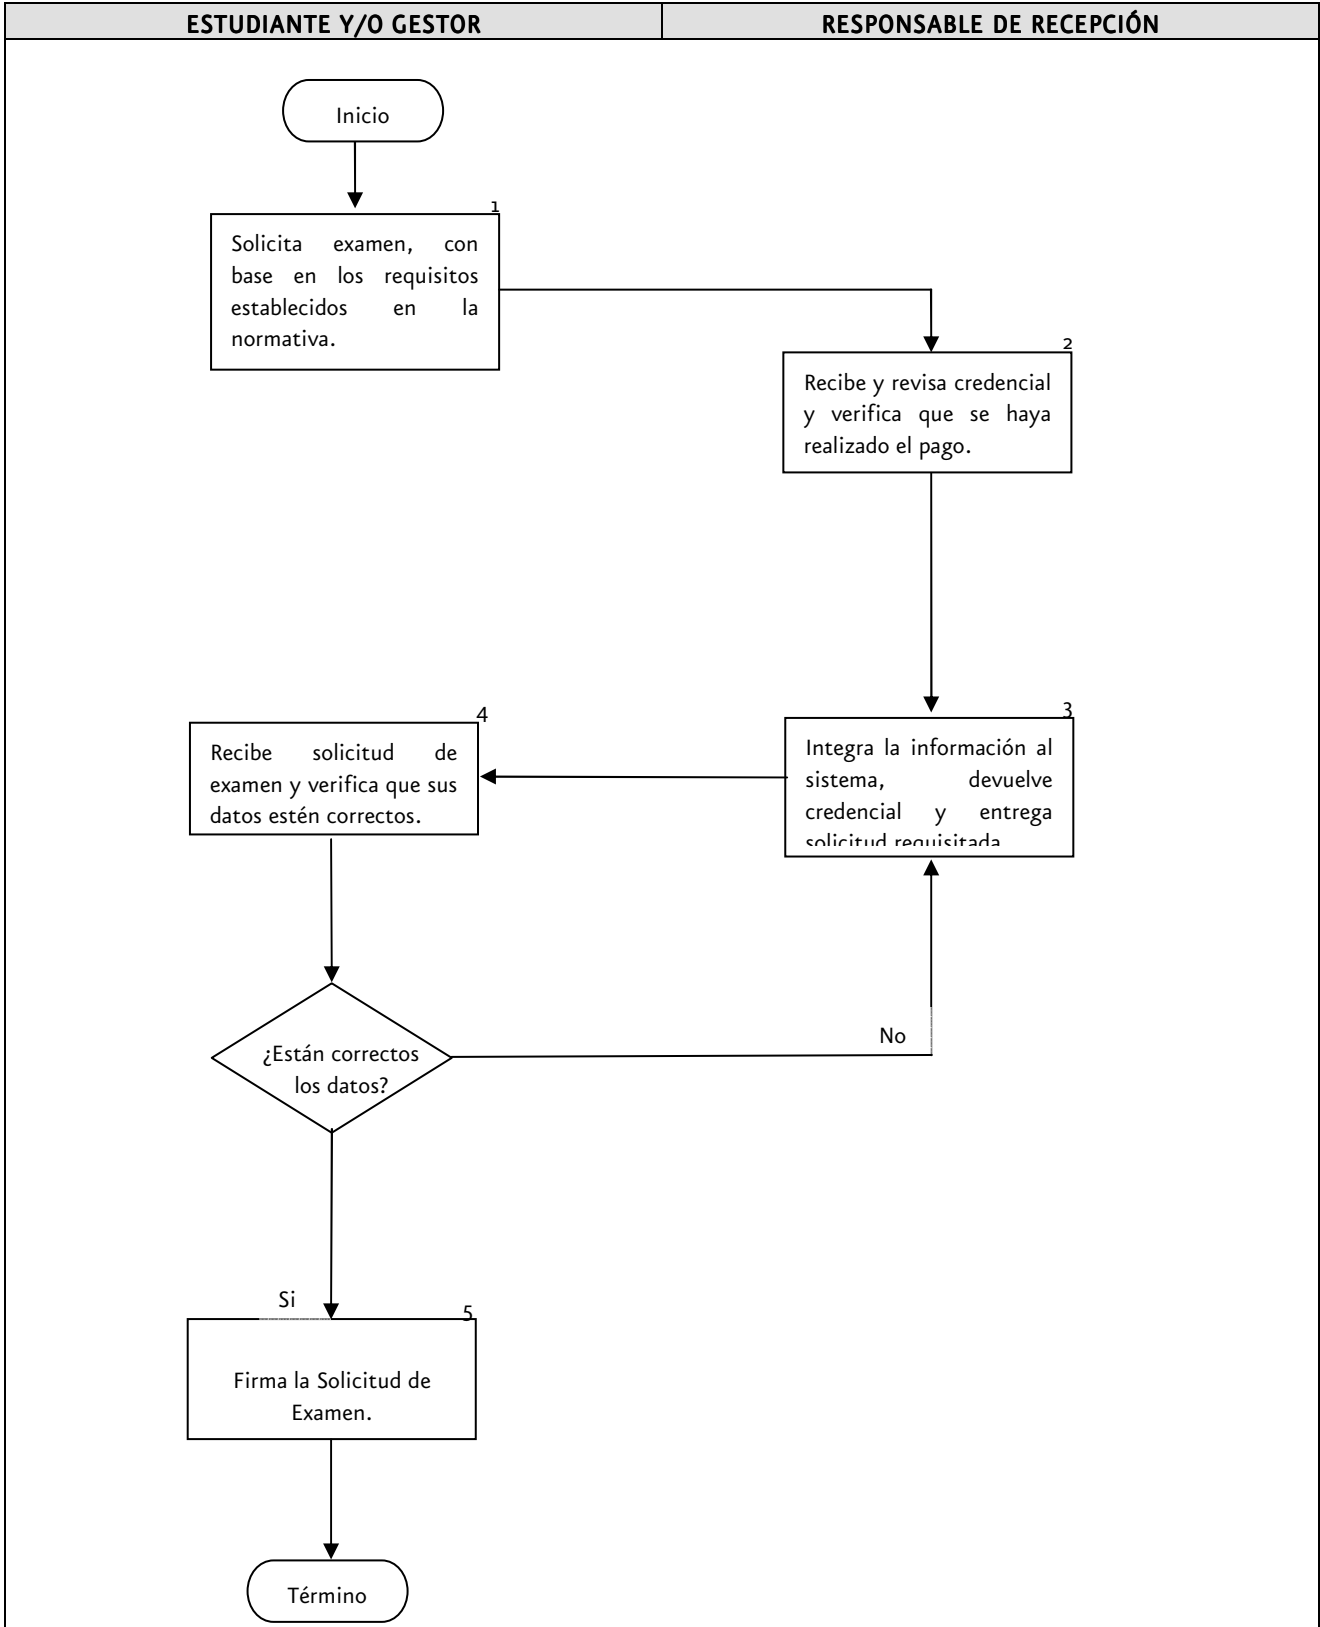 ESTUDIANTE Y/O GESTOR
RESPONSABLE DE RECEPCIÓN
Inicio
1
Solicita examen, con
base en los requisitos
establecidos en la
normativa.
2
Recibe y revisa credencial
y verifica que se haya
realizado el pago.
3
Integra la información al
sistema, devuelve
credencial y entrega
solicitud requisitada
4
Recibe solicitud de
examen y verifica que sus
datos estén correctos.
¿Están correctos
los datos?
No
Si
5
Firma la Solicitud de
Examen.
Término